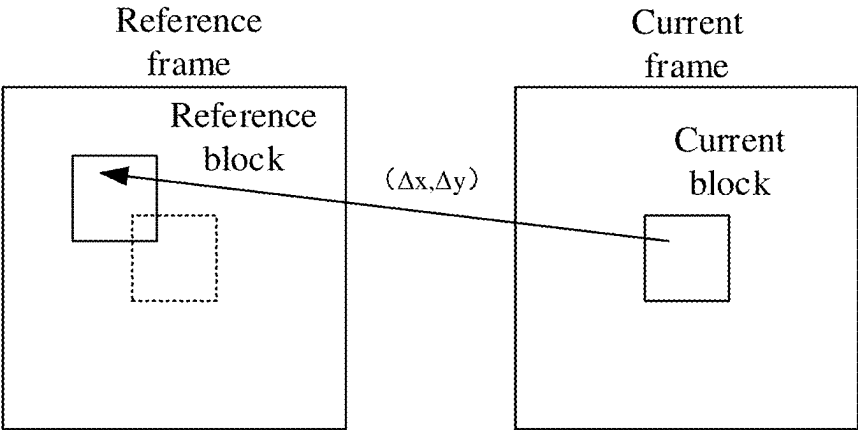 Reference
frame
Current
frame
Reference
block
（Δx,Δy）
Current
block